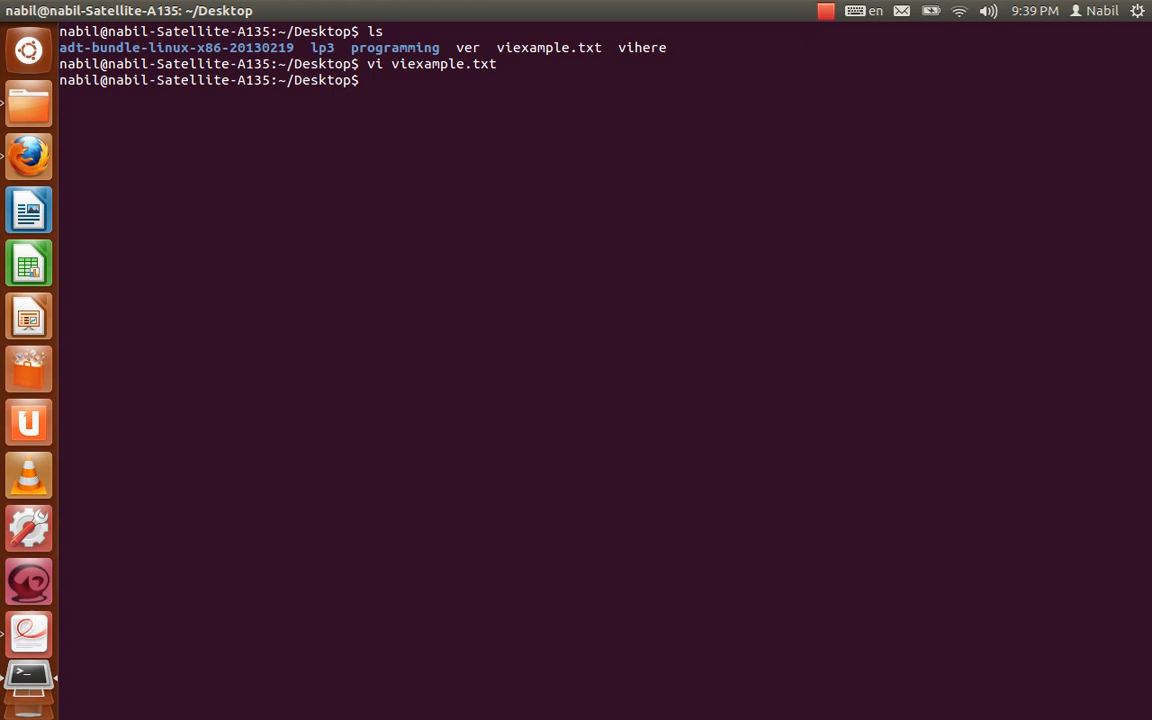 nabil@nabil-Satellite-A135: ~/Desktop en 9:39 PM Nabil
nabil@nabil-Satellite-A135:~/Desktop$ ls
adt-bundle-linux-x86-20130219 lp3 programming ver viexample.txt vihere
nabil@nabil-Satellite-A135:~/Desktop$ vi viexample.txt
nabil@nabil-Satellite-A135:~/Desktop$